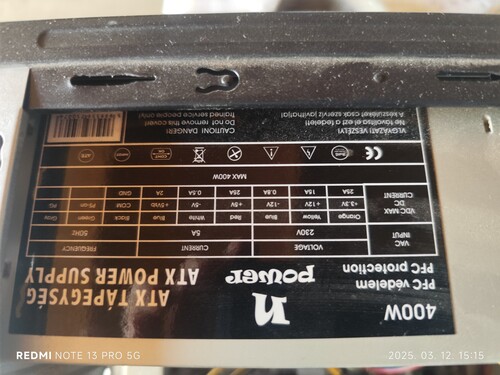 400W
PFC védelem
PFC protection
n
power
ATX TÁPEGYSÉG
ATX POWER SUPPLY
VAC INPUT VOLTAGE CURRENT FREQUENCY
230V 5A 50HZ
VDC MAX DC CURRENT Orange Yellow Blue Red White Purple Black Green Grey
+3.3V +12V -12V +5V -5V +5Vsb COM PS-on PG
25A 15A 0.8A 25A 0.5A 2A GND
MAX 400W
CE
VIGYÁZAT! VESZÉLY!
Ne távolítsa el ezt fedelet!
A készüléket csak szerviz javíthatja!
CAUTION! DANGER!
Do not remove this cover!
Trained service people only!
REDMI NOTE 13 PRO 5G
2025. 03. 12. 15:15